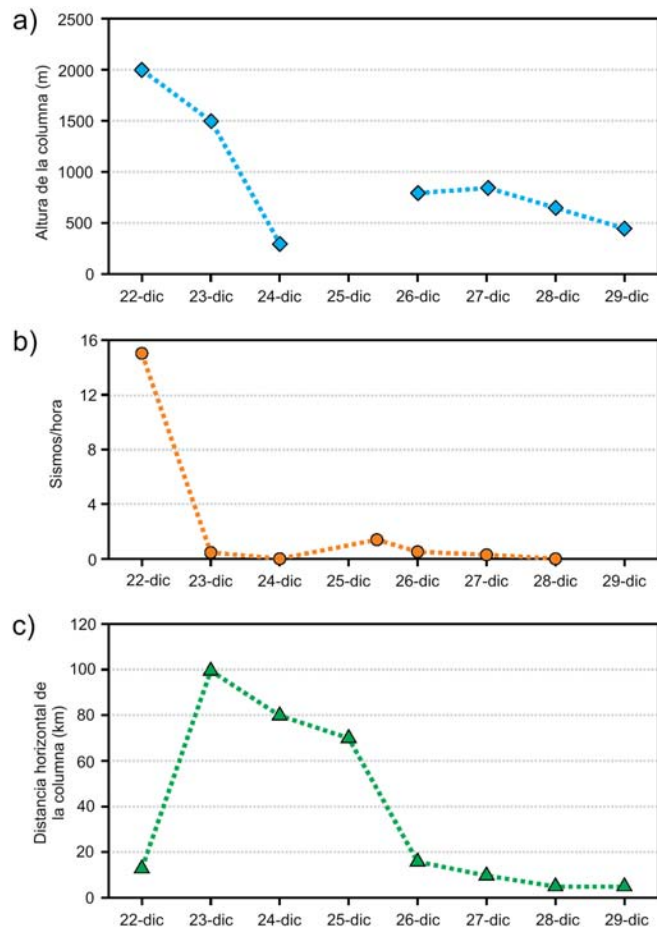 a)
Altura de la columna (m)
2500
2000
1500
1000
500
0
22-dic 23-dic 24-dic 25-dic 26-dic 27-dic 28-dic 29-dic
b)
Sismos/hora
16
12
8
4
0
22-dic 23-dic 24-dic 25-dic 26-dic 27-dic 28-dic 29-dic
c)
Distancia horizontal de
la columna (km)
120
100
80
60
40
20
0
22-dic 23-dic 24-dic 25-dic 26-dic 27-dic 28-dic 29-dic